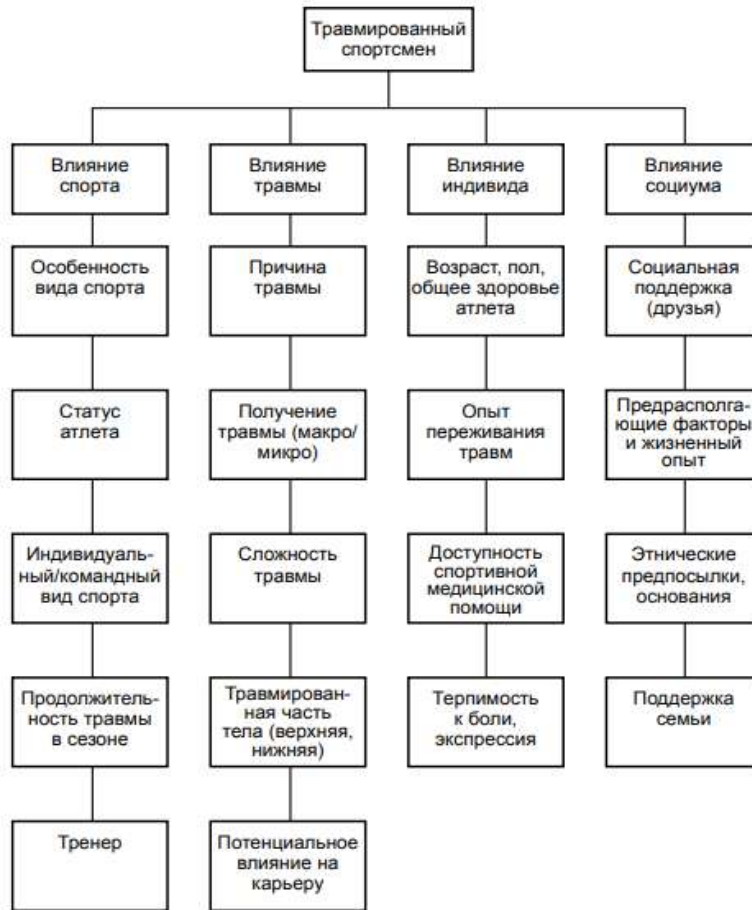 Травмированный
спортсмен
Влияние
спорта
Влияние
травмы
Влияние
индивида
Влияние
социума
Особенность
вида спорта
Причина
травмы
Возраст, пол,
общее здоровье
атлета
Социальная
поддержка
(друзья)
Статус
атлета
Получение
травмы (макро/
микро)
Опыт
переживания
травм
Предрасполга-
ющие факторы
и жизненный
опыт
Индивидуаль-
ный/командный
вид спорта
Сложность
травмы
Доступность
спортивной
медицинской
помощи
Этнические
предпосылки,
основания
Продолжитель-
ность травмы
в сезоне
Травмирован-
ная часть
тела (верхняя,
нижняя)
Терпимость
к боли,
экспрессия
Поддержка
семьи
Тренер
Потенциальное
влияние на
карьеру